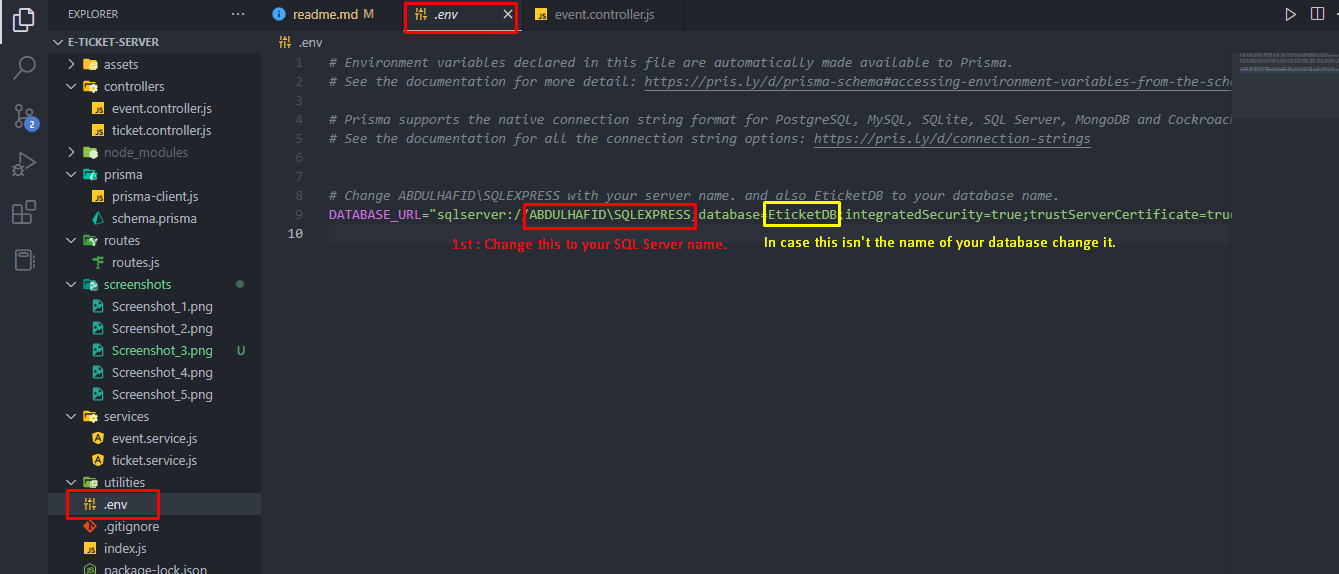 EXPLORER
···
readme.md M
.env
event.controller.js
E-TICKET-SERVER
.env
assets
controllers
event.controller.js
ticket.controller.js
node_modules
prisma
prisma-client.js
schema.prisma
routes
routes.js
screenshots
Screenshot_1.png
Screenshot_2.png
Screenshot_3.png U
Screenshot_4.png
Screenshot_5.png
services
event.service.js
ticket.service.js
utilities
.env
.gitignore
index.js
package-lock.json
2
1 # Environment variables declared in this file are automatically made available to Prisma.
2 # See the documentation for more detail: https://pris.ly/d/prisma-schema#accessing-environment-variables-from-the-sche
3
4 # Prisma supports the native connection string format for PostgreSQL, MySQL, SQLite, SQL Server, MongoDB and Cockroach
5 # See the documentation for all the connection string options: https://pris.ly/d/connection-strings
6
7
8 # Change ABDULHAFID\SQLEXPRESS with your server name. and also EticketDB to your database name.
9 DATABASE_URL="sqlserver://ABDULHAFID\SQLEXPRESS;database=EticketDB;integratedSecurity=true;trustServerCertificate=true
10
1st : Change this to your SQL Server name.
In case this isn't the name of your database change it.